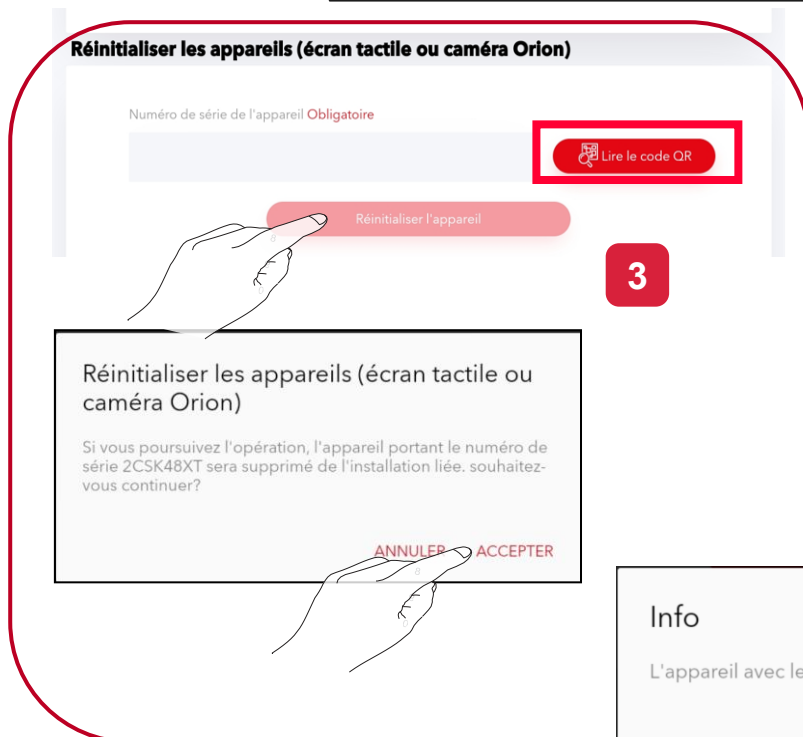 Réinitialiser les appareils (écran tactile ou caméra Orion)
Numéro de série de l'appareil Obligatoire
Lire le code QR
Réinitialiser l'appareil
3
Réinitialiser les appareils (écran tactile ou
caméra Orion)
Si vous poursuivez l'opération, l'appareil portant le numéro de
série 2CSK48XT sera supprimé de l'installation liée. souhaitez-
vous continuer?
ANNULER ACCEPTER
Info
L'appareil avec le